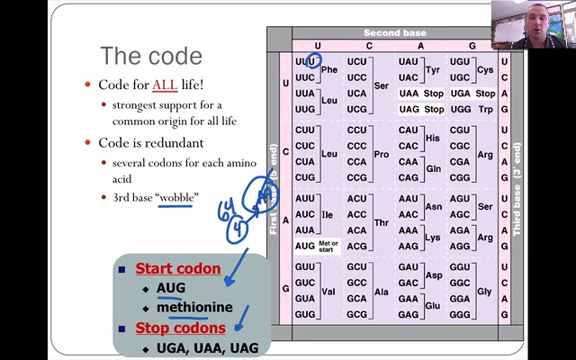 The code
Code for ALL life!
strongest support for a
common origin for all life
Code is redundant
several codons for each amino
acid
3rd base "wobble"
64
4
AA
Start codon
AUG
methionine
Stop codons
UGA, UAA, UAG
Second base
U C A G
First base (5' end)
Third base (3' end)
U
UUU UCU UAU UGU U
Phe Tyr Cys
UUC UCC UAC UGC C
Ser
UUA UCA UAA Stop UGA Stop A
Leu
UUG UCG UAG Stop UGG Trp G
C
CUU CCU CAU CGU U
His
CUC CCC CAC CGC C
Leu Pro Arg
CUA CCA CAA CGA A
Gln
CUG CCG CAG CGG G
A
AUU ACU AAU AGU U
Asn Ser
AUC Ile ACC AAC AGC C
Thr
AUA ACA AAA AGA A
Lys Arg
AUG Met or start ACG AAG AGG G
G
GUU GCU GAU GGU U
Asp
GUC GCC GAC GGC C
Val Ala Gly
GUA GCA GAA GGA A
Glu
GUG GCG GAG GGG G